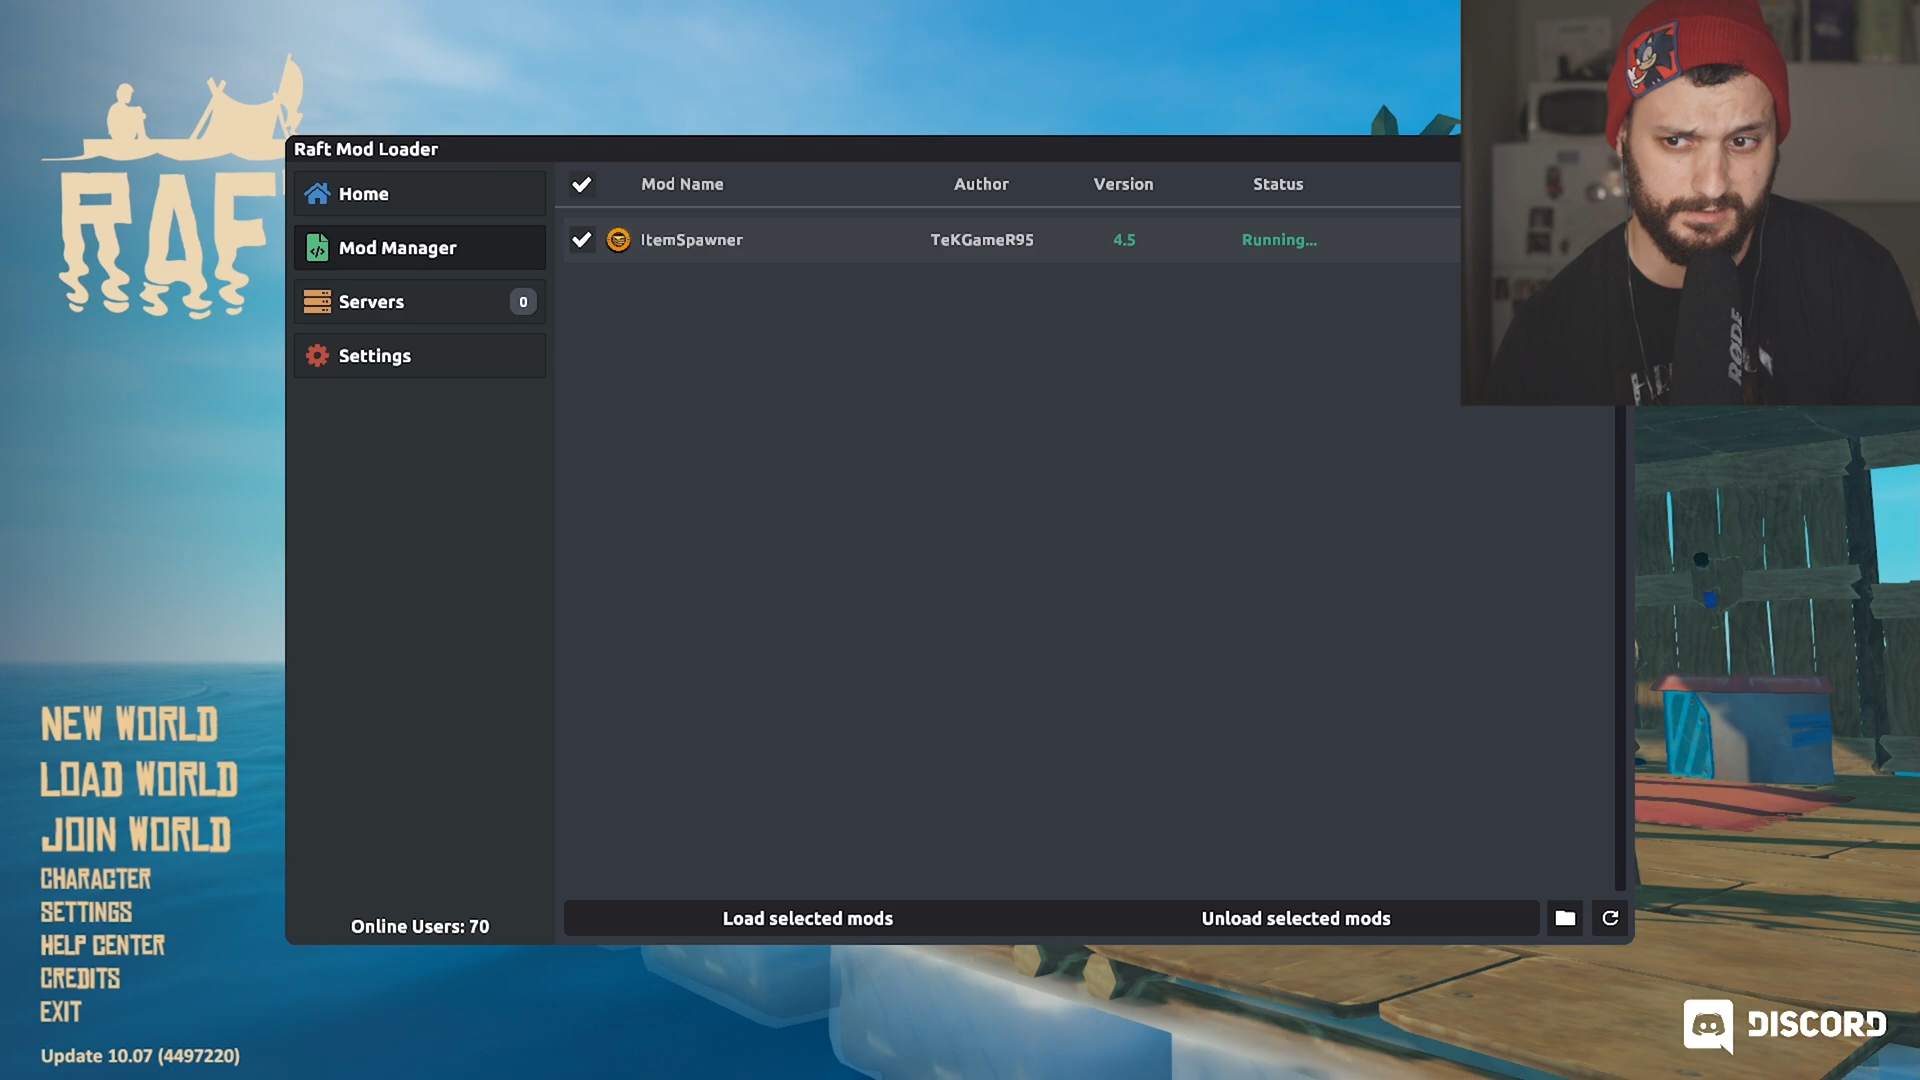 RAF
Raft Mod Loader
Home
Mod Manager
Servers 0
Settings
Online Users: 70
Mod Name Author Version Status
ItemSpawner TeKGameR95 4.5 Running...
Load selected mods Unload selected mods
NEW WORLD
LOAD WORLD
JOIN WORLD
CHARACTER
SETTINGS
HELP CENTER
CREDITS
EXIT
Update 10.07 (4497220)
RØDE
DISCORD